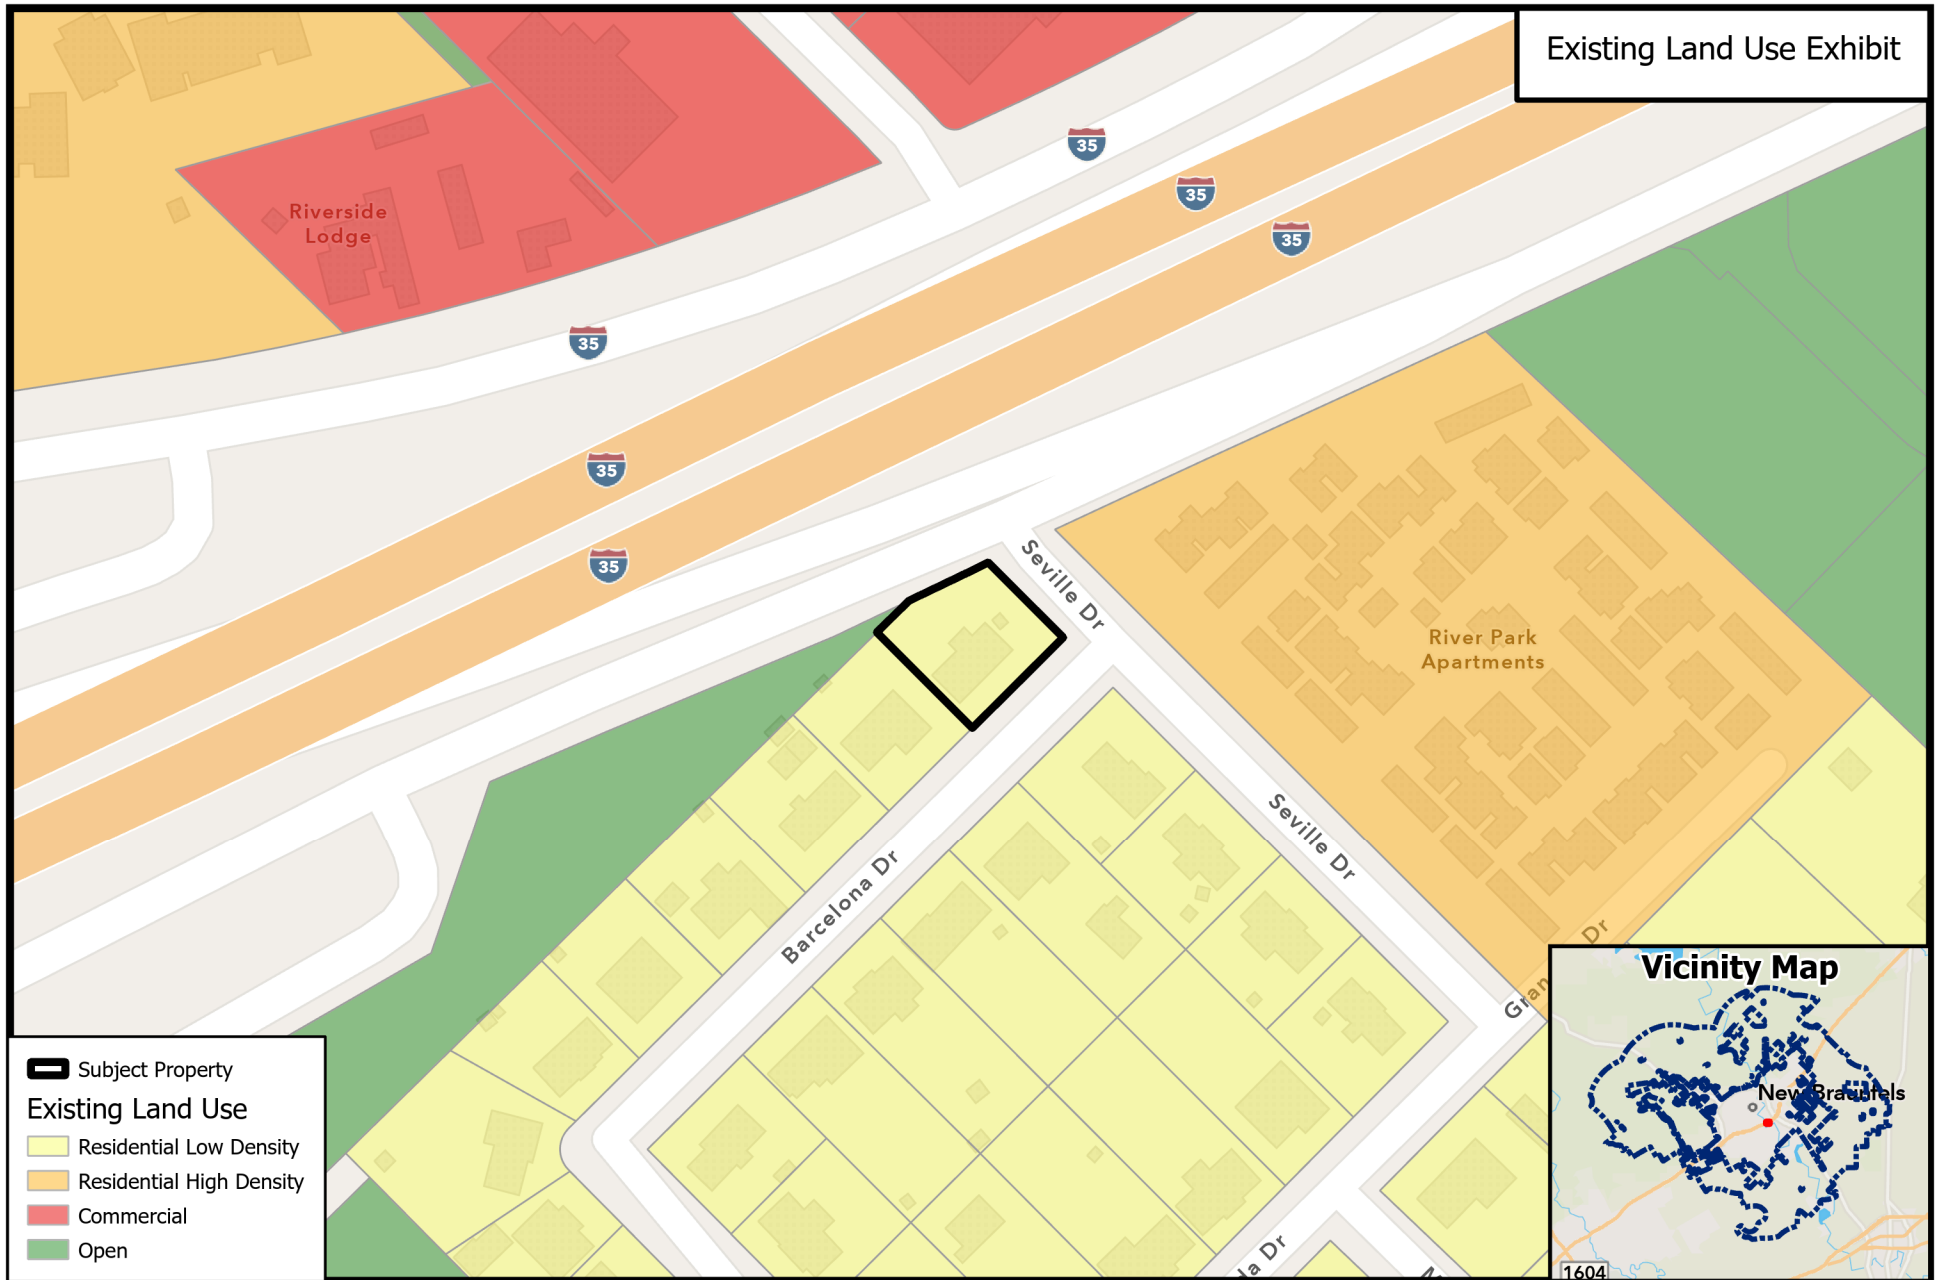 Existing Land Use Exhibit
35
35
35
Riverside
Lodge
35
35
35
Seville Dr
River Park
Apartments
Seville Dr
Barcelona Dr
Dr
Vicinity Map
New Braunfels
1604
Subject Property
Existing Land Use
Residential Low Density
Residential High Density
Commercial
Open